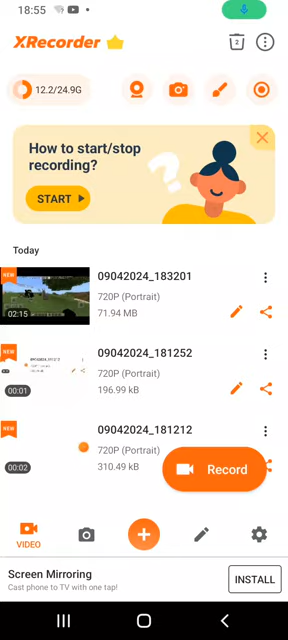 18:55
XRecorder
2
12.2/24.9G
How to start/stop
recording?
START
Today
NEW
09042024_183201
720P (Portrait)
02:15
71.94 MB
NEW
09042024_181252
720P (Portrait)
00:01
196.99 kB
NEW
09042024_181212
720P (Portrait)
00:02
310.49 kB
Record
VIDEO
Screen Mirroring
Cast phone to TV with one tap!
INSTALL